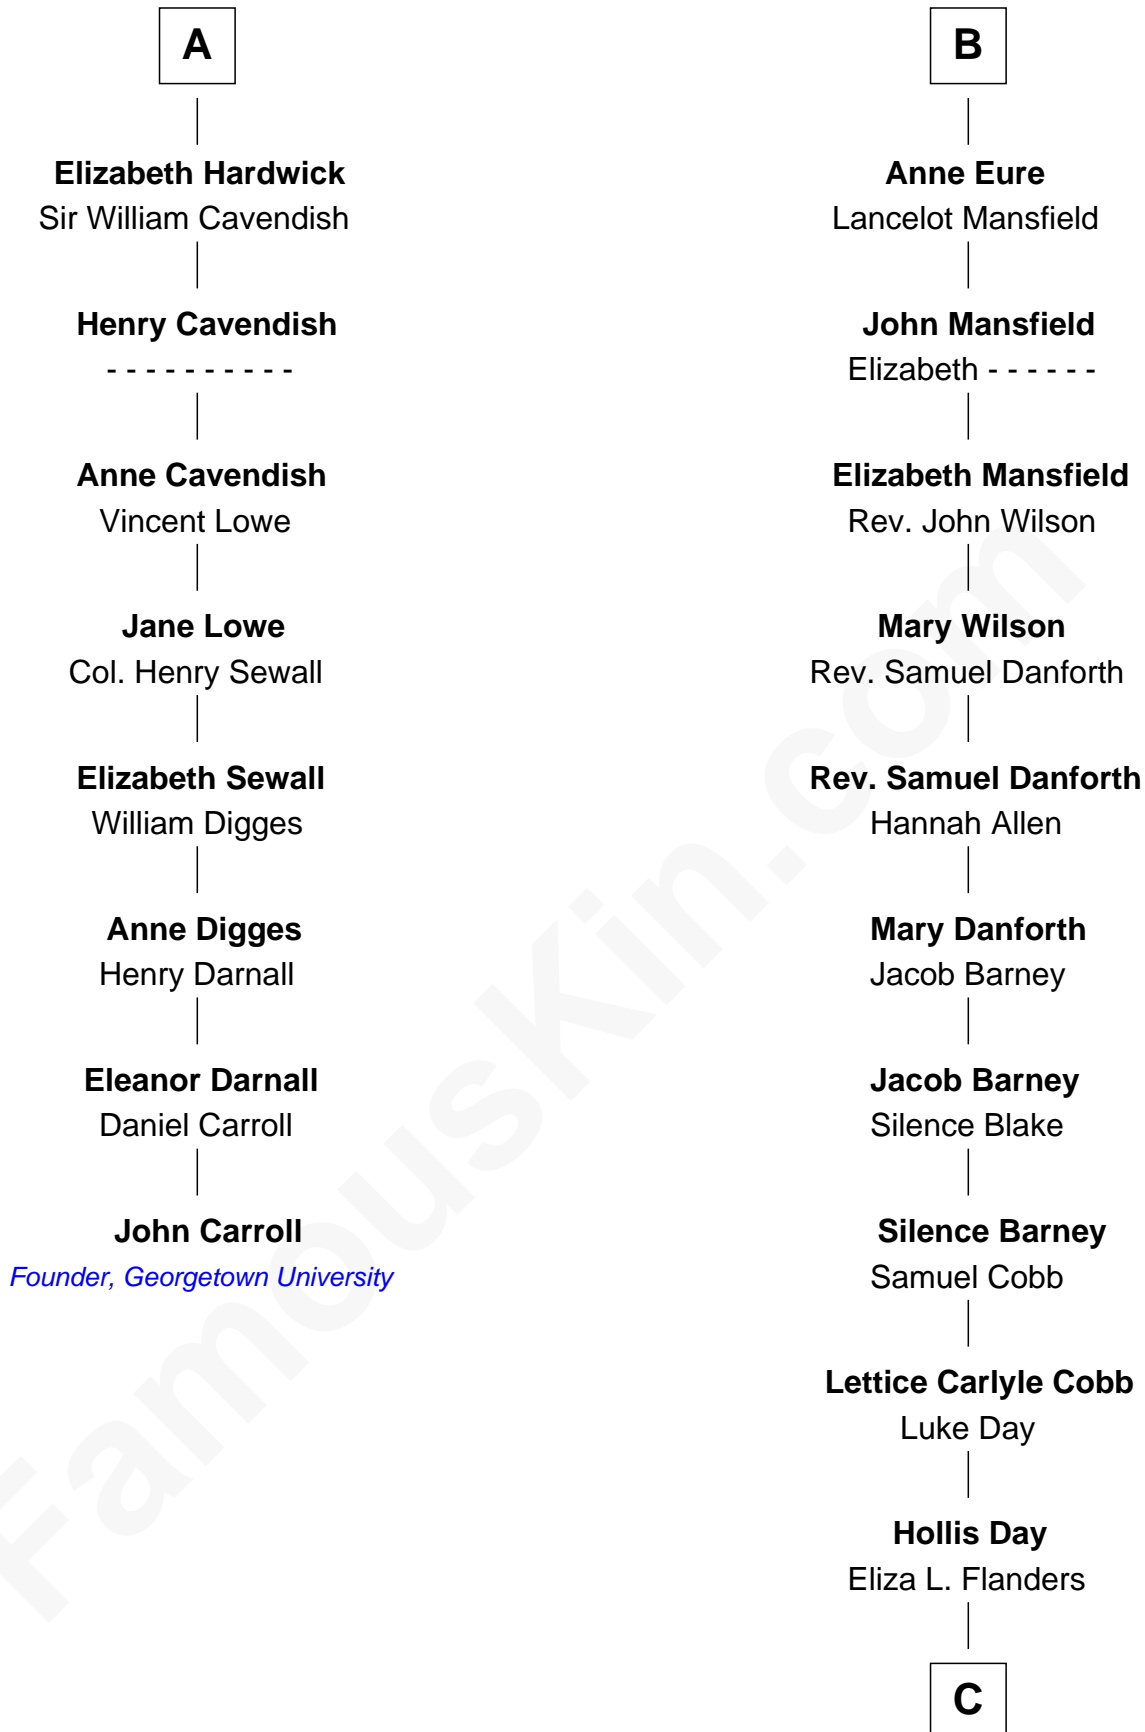 A
Elizabeth Hardwick
Sir William Cavendish
Henry Cavendish
- - - - - - - - - -
Anne Cavendish
Vincent Lowe
Jane Lowe
Col. Henry Sewall
Elizabeth Sewall
William Digges
Anne Digges
Henry Darnall
Eleanor Darnall
Daniel Carroll
John Carroll
Founder, Georgetown University
B
Anne Eure
Lancelot Mansfield
John Mansfield
Elizabeth - - - - - -
Elizabeth Mansfield
Rev. John Wilson
Mary Wilson
Rev. Samuel Danforth
Rev. Samuel Danforth
Hannah Allen
Mary Danforth
Jacob Barney
Jacob Barney
Silence Blake
Silence Barney
Samuel Cobb
Lettice Carlyle Cobb
Luke Day
Hollis Day
Eliza L. Flanders
C
FamousKin.com